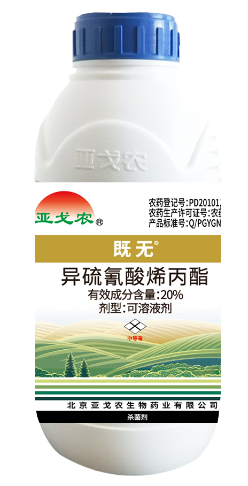 亚戈农
亚戈农®
农药登记号:PD20101
农药生产许可证号:农
产品标准号:Q/PGYGN
既无®
异硫氰酸烯丙酯
有效成分含量:20%
剂型:可溶液剂
中等毒
北京亚戈农生物药业有限公司
杀菌剂